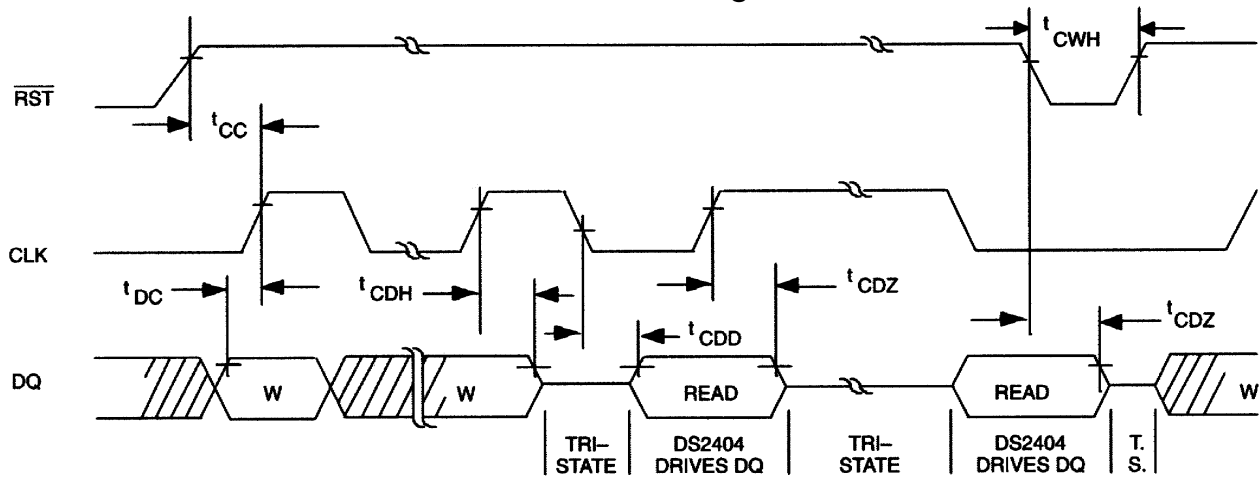 t CWH
RST
t CC
CLK
t DC
t CDH
t CDZ
t CDD
t CDZ
DQ
W
W
READ
READ
W
TRI–
STATE
DS2404
DRIVES DQ
TRI–
STATE
DS2404
DRIVES DQ
T.
S.